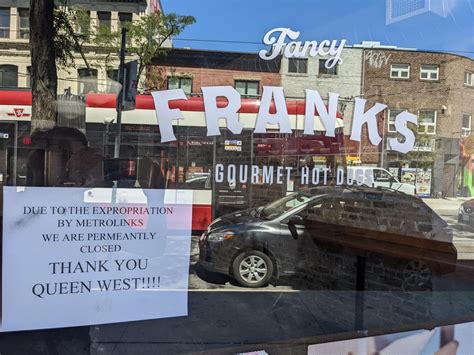 Fancy
FRANKS
GOURMET HOT DOGS
DUE TO THE EXPROPRIATION
BY METROLINKS
WE ARE PERMEANTLY
CLOSED
THANK YOU
QUEEN WEST!!!!